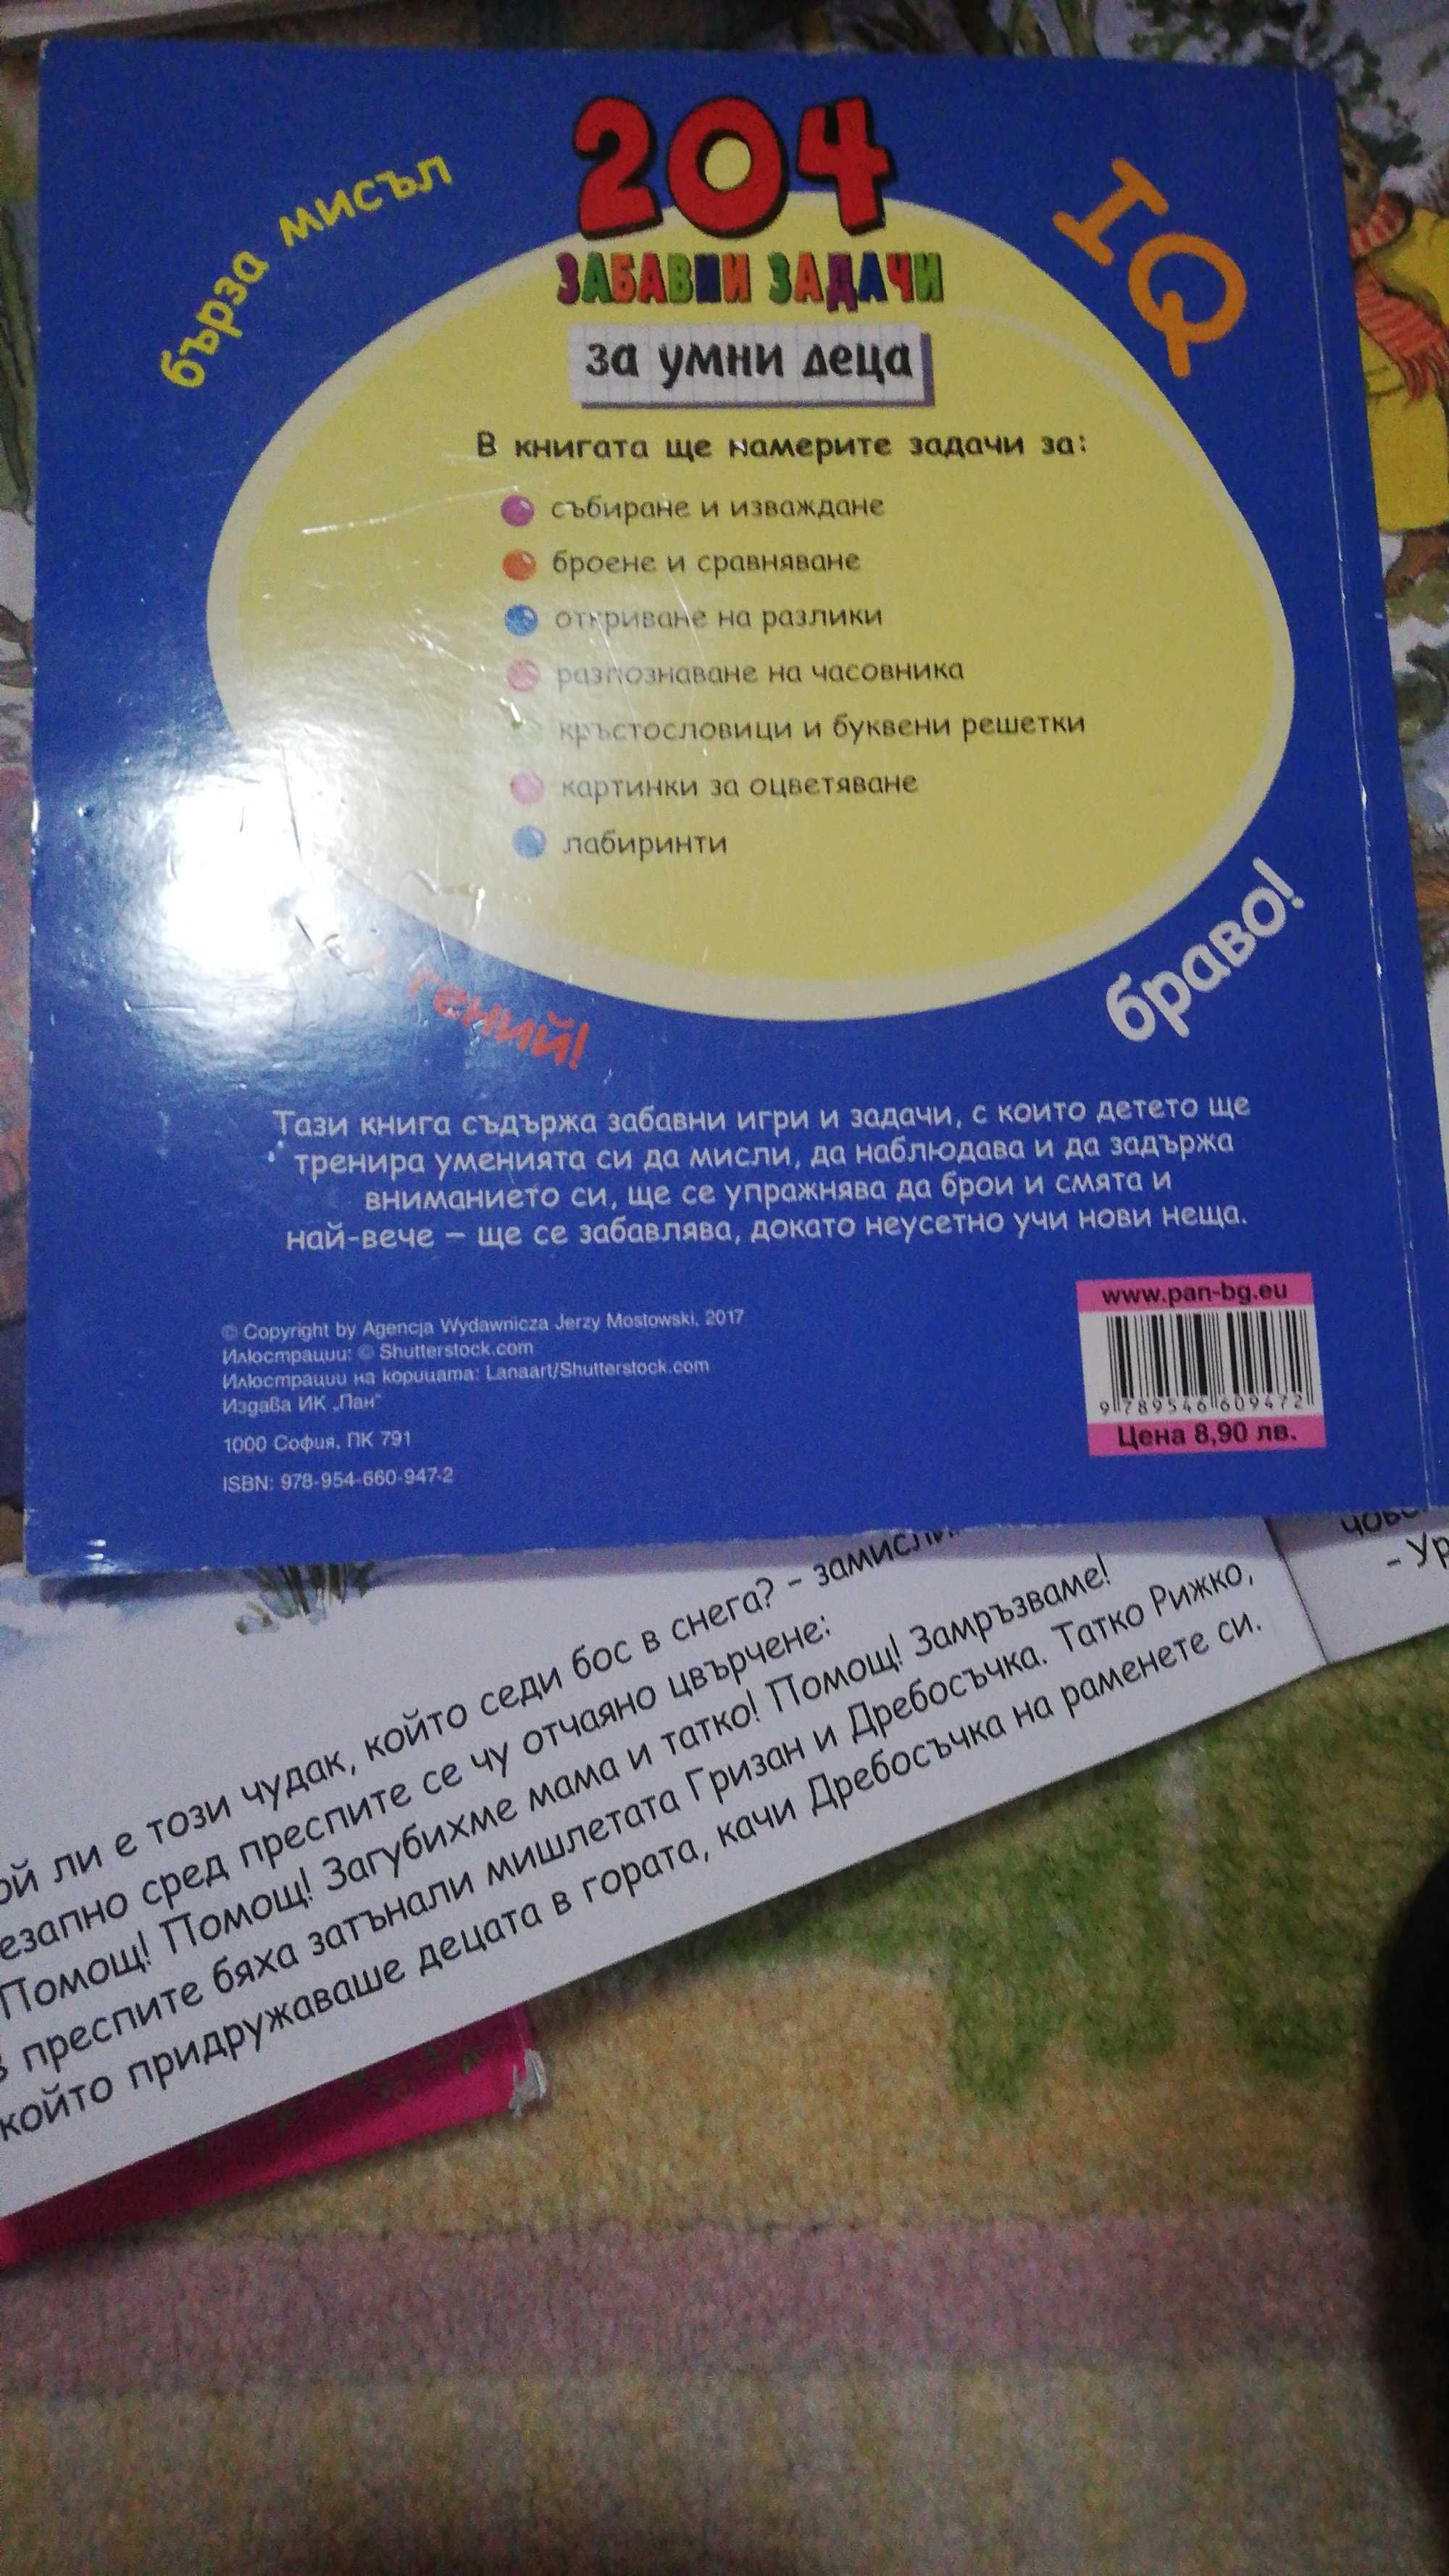 бърза мисъл
204
ЗАБАВНИ ЗАДАЧИ
за умни деца
IQ
В книгата ще намерите задачи за:
събиране и изваждане
броене и сравняване
откриване на разлики
разпознаване на часовника
кръстословици и буквени решетки
картинки за оцветяване
лабиринти
гений!
браво!
Тази книга съдържа забавни игри и задачи, с които детето ще
тренира уменията си да мисли, да наблюдава и да задържа
вниманието си, ще се упражнява да брои и смята и
най-вече – ще се забавлява, докато неусетно учи нови неща.
© Copyright by Agencja Wydawnicza Jerzy Mostowski, 2017
Илюстрации: © Shutterstock.com
Илюстрации на корицата: Lanaart/Shutterstock.com
Издава ИК „Пан“
1000 София, ПК 791
ISBN: 978-954-660-947-2
www.pan-bg.eu
9 789546 609472
Цена 8,90 лв.
ли е този чудак, който седи бос в снега? –
сред преспите се чу отчаяно цвърчене:
Помощ! Помощ! Загубихме мама и татко! Помощ! Замръзваме!
преспите бяха затънали мишлетата Гризан и Дребосъчка. Татко Рижко,
който придружаваше децата в гората, качи Дребосъчка на раменете си.